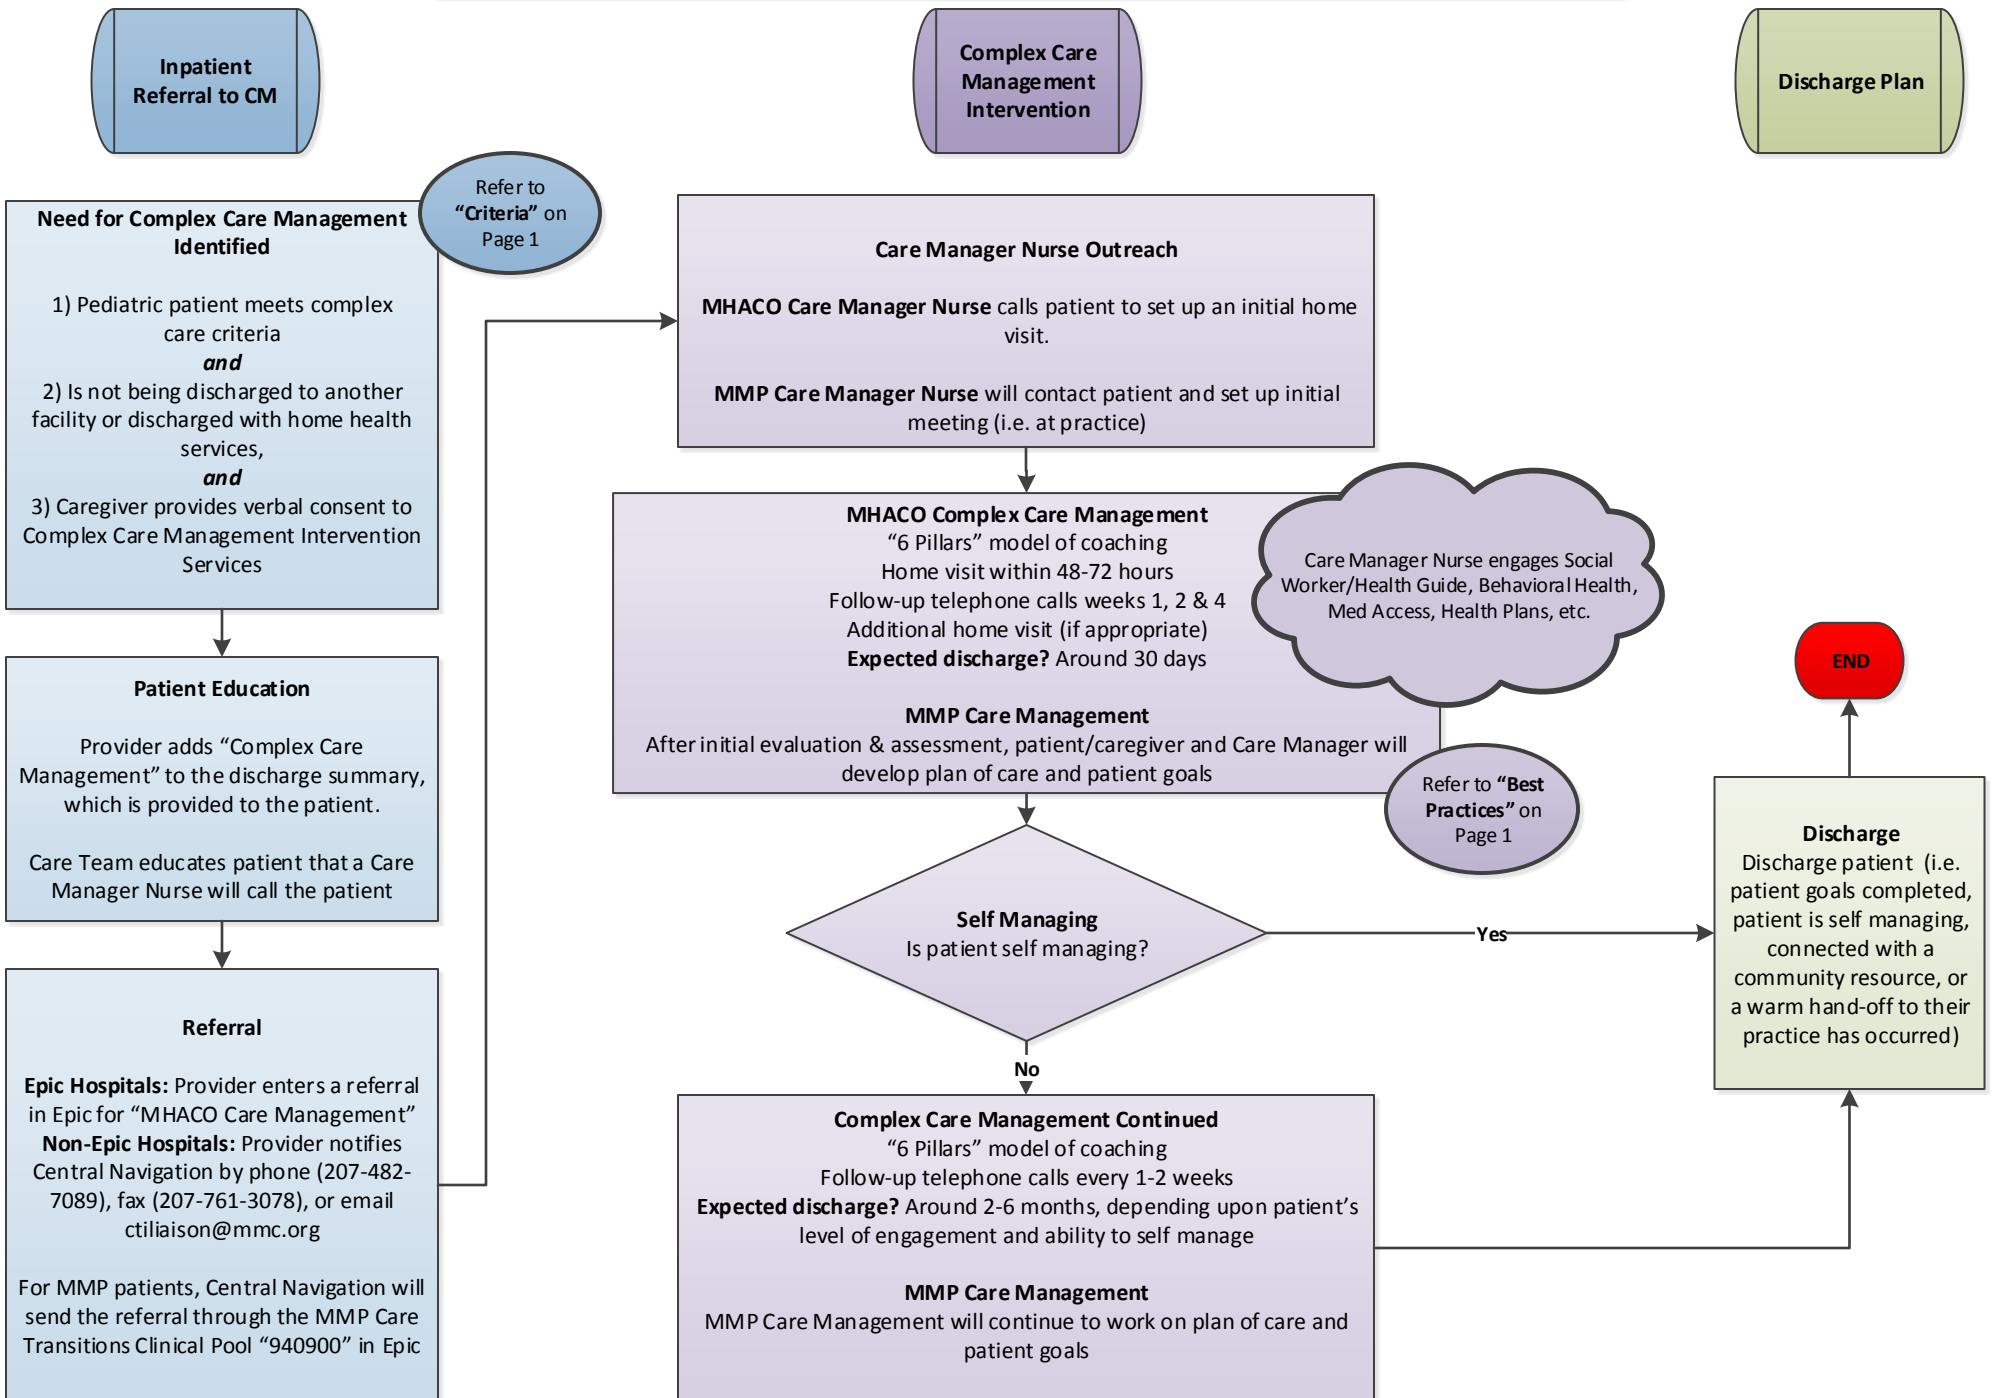 Inpatient
Referral to CM
Complex Care
Management
Intervention
Discharge Plan
Refer to
“Criteria” on
Page 1
Need for Complex Care Management
Identified
1) Pediatric patient meets complex
care criteria
and
2) Is not being discharged to another
facility or discharged with home health
services,
and
3) Caregiver provides verbal consent to
Complex Care Management Intervention
Services
Patient Education
Provider adds “Complex Care
Management” to the discharge summary,
which is provided to the patient.
Care Team educates patient that a Care
Manager Nurse will call the patient
Referral
Epic Hospitals: Provider enters a referral
in Epic for “MHACO Care Management”
Non-Epic Hospitals: Provider notifies
Central Navigation by phone (207-482-
7089), fax (207-761-3078), or email
ctiliaison@mmc.org
For MMP patients, Central Navigation will
send the referral through the MMP Care
Transitions Clinical Pool “940900” in Epic
Care Manager Nurse Outreach
MHACO Care Manager Nurse calls patient to set up an initial home
visit.
MMP Care Manager Nurse will contact patient and set up initial
meeting (i.e. at practice)
MHACO Complex Care Management
“6 Pillars” model of coaching
Home visit within 48-72 hours
Follow-up telephone calls weeks 1, 2 & 4
Additional home visit (if appropriate)
Expected discharge? Around 30 days
MMP Care Management
After initial evaluation & assessment, patient/caregiver and Care Manager will
develop plan of care and patient goals
Care Manager Nurse engages Social
Worker/Health Guide, Behavioral Health,
Med Access, Health Plans, etc.
Refer to “Best
Practices” on
Page 1
Self Managing
Is patient self managing?
Yes
No
Complex Care Management Continued
“6 Pillars” model of coaching
Follow-up telephone calls every 1-2 weeks
Expected discharge? Around 2-6 months, depending upon patient’s
level of engagement and ability to self manage
MMP Care Management
MMP Care Management will continue to work on plan of care and
patient goals
END
Discharge
Discharge patient (i.e.
patient goals completed,
patient is self managing,
connected with a
community resource, or
a warm hand-off to their
practice has occurred)